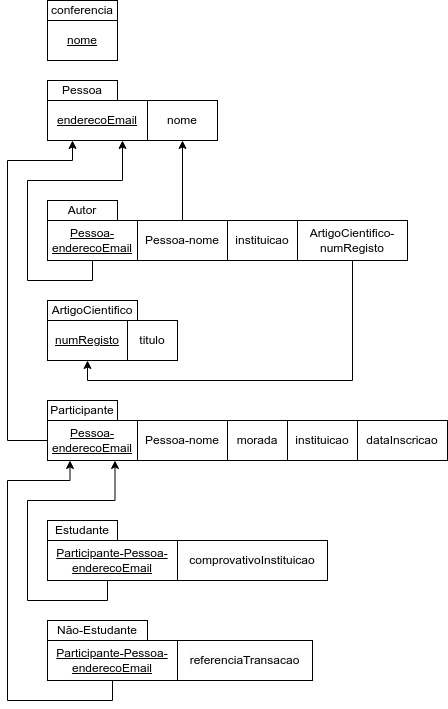 conferencia
nome
Pessoa
enderecoEmail
nome
Autor
Pessoa-
enderecoEmail
Pessoa-nome
instituicao
ArtigoCientifico-
numRegisto
ArtigoCientifico
numRegisto
titulo
Participante
Pessoa-
enderecoEmail
Pessoa-nome
morada
instituicao
dataInscricao
Estudante
Participante-Pessoa-
enderecoEmail
comprovativoInstituicao
Não-Estudante
Participante-Pessoa-
enderecoEmail
referenciaTransacao